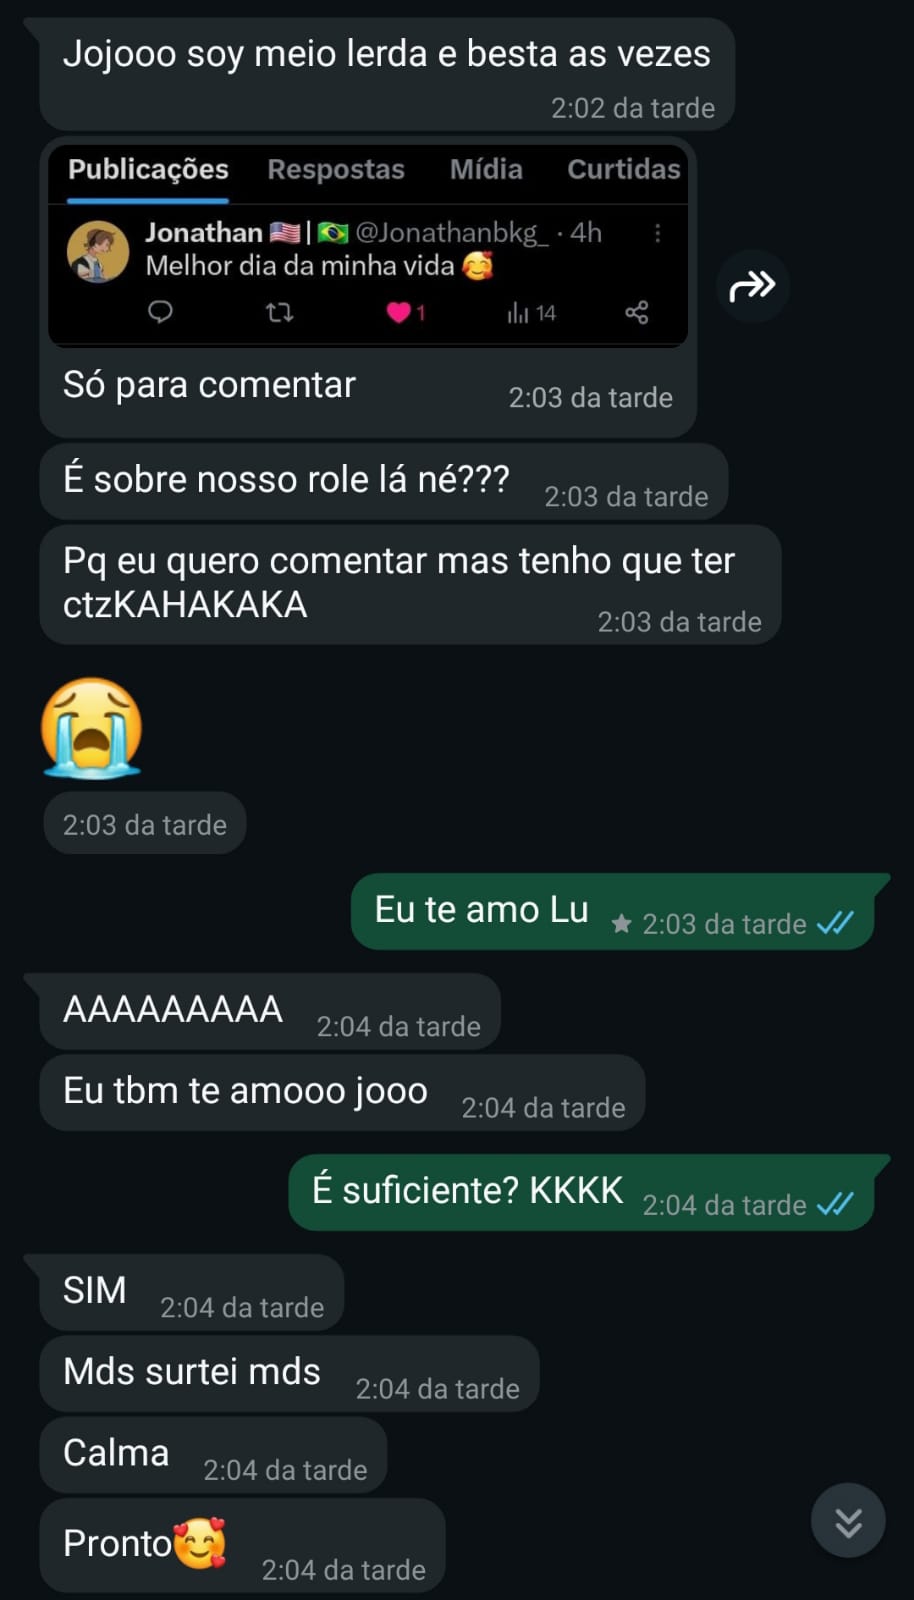 Jojooo soy meio lerda e besta as vezes
2:02 da tarde
Publicações Respostas Mídia Curtidas
Jonathan 🇺🇸|🇧🇷 @Jonathanbkg_ · 4h
Melhor dia da minha vida 🥰
1 14
Só para comentar
2:03 da tarde
É sobre nosso role lá né???
2:03 da tarde
Pq eu quero comentar mas tenho que ter
ctzKAHAKAKA
2:03 da tarde
😭
2:03 da tarde
Eu te amo Lu
2:03 da tarde
AAAAAAAAA
2:04 da tarde
Eu tbm te amooo jooo
2:04 da tarde
É suficiente? KKKK
2:04 da tarde
SIM
2:04 da tarde
Mds surtei mds
2:04 da tarde
Calma
2:04 da tarde
Pronto🥰
2:04 da tarde